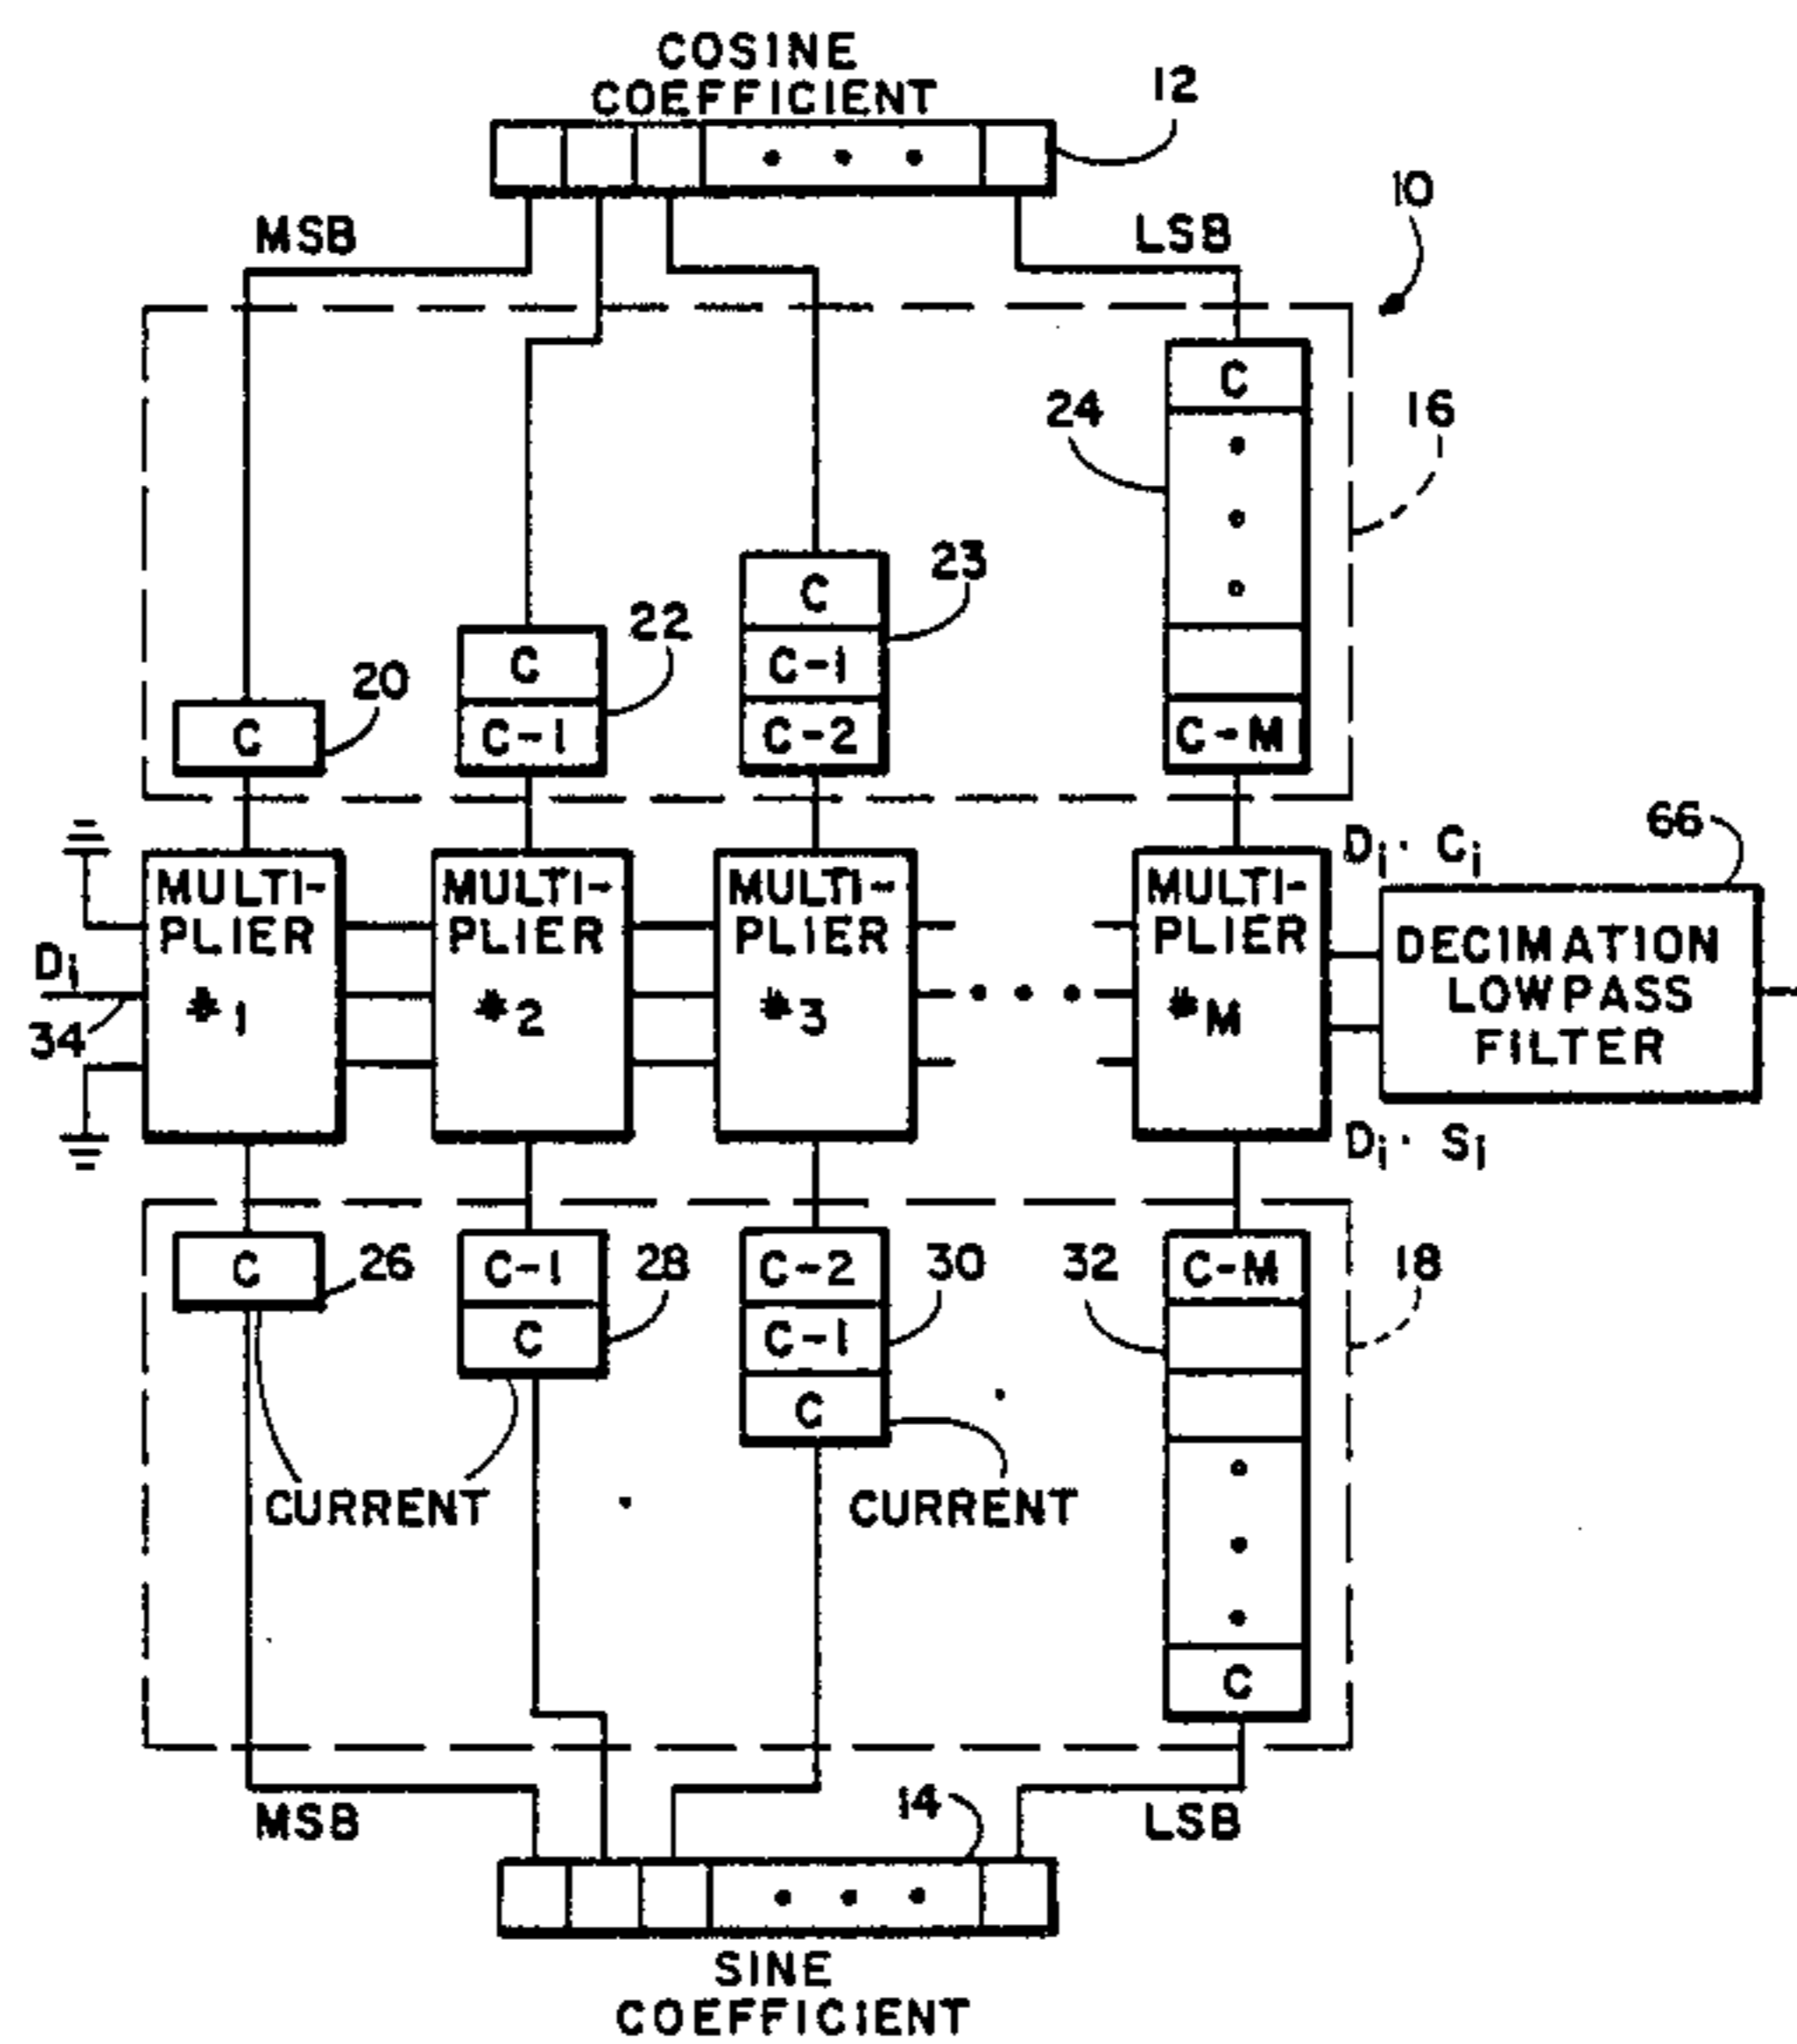 COSINE
COEFFICIENT
12
10
MSB
LSB
C
24
16
C
C-1
C-2
23
C
C-1
22
C
20
C-M
66
MULTI-
PLIER
*1
MULTI-
PLIER
*2
MULTI-
PLIER
*3
MULTI-
PLIER
*M
Di · Ci
Di
34
DECIMATION
LOWPASS
FILTER
Di · Si
C
26
C-1
C
28
C-2
C-1
C
30
32
C-M
C
18
CURRENT
CURRENT
MSB
LSB
14
SINE
COEFFICIENT